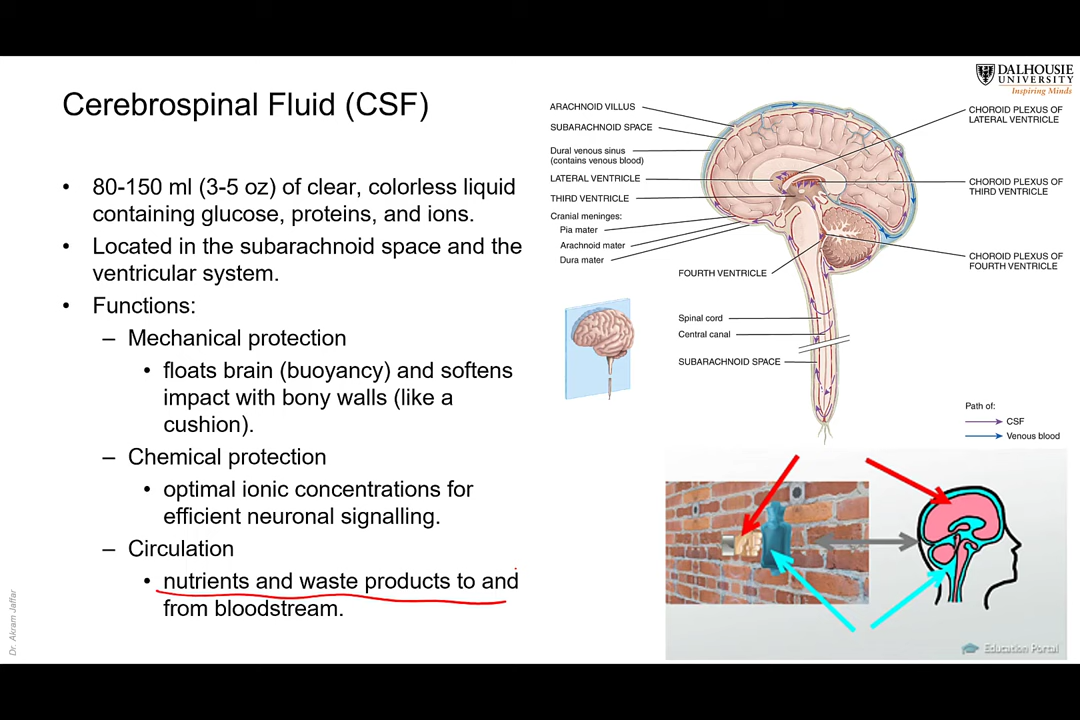 DALHOUSIE
UNIVERSITY
Inspiring Minds
Cerebrospinal Fluid (CSF)
• 80-150 ml (3-5 oz) of clear, colorless liquid
containing glucose, proteins, and ions.
• Located in the subarachnoid space and the
ventricular system.
• Functions:
– Mechanical protection
• floats brain (buoyancy) and softens
impact with bony walls (like a
cushion).
– Chemical protection
• optimal ionic concentrations for
efficient neuronal signalling.
– Circulation
• nutrients and waste products to and
from bloodstream.
Dr. Akram Jaffar
ARACHNOID VILLUS
SUBARACHNOID SPACE
Dural venous sinus
(contains venous blood)
LATERAL VENTRICLE
THIRD VENTRICLE
Cranial meninges:
Pia mater
Arachnoid mater
Dura mater
FOURTH VENTRICLE
Spinal cord
Central canal
SUBARACHNOID SPACE
CHOROID PLEXUS OF
LATERAL VENTRICLE
CHOROID PLEXUS OF
THIRD VENTRICLE
CHOROID PLEXUS OF
FOURTH VENTRICLE
Path of:
CSF
Venous blood
Education Portal